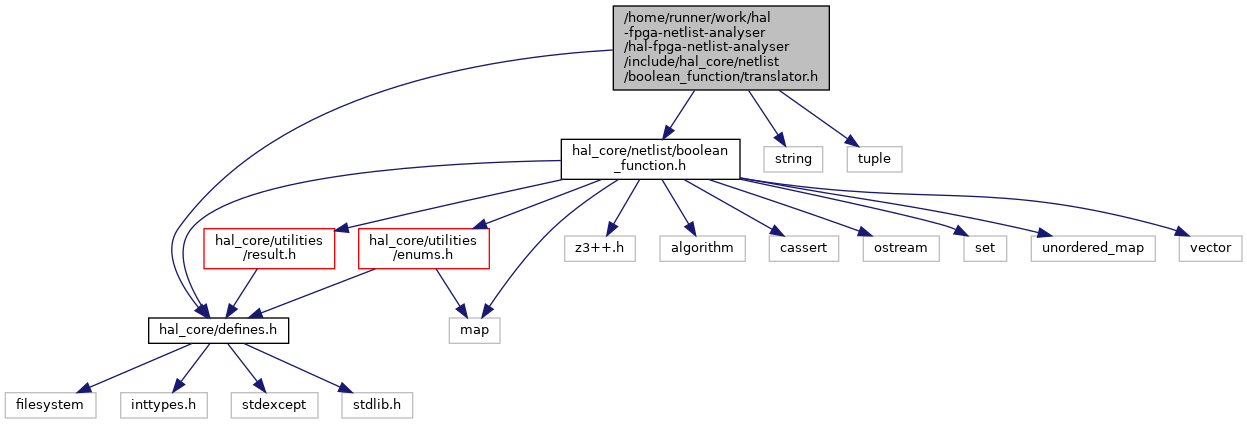 /home/runner/work/hal
-fpga-netlist-analyser
/hal-fpga-netlist-analyser
/include/hal_core/netlist
/boolean_function/translator.h
hal_core/netlist/boolean
_function.h
string
tuple
hal_core/utilities
/result.h
hal_core/utilities
/enums.h
z3++.h
algorithm
cassert
ostream
set
unordered_map
vector
hal_core/defines.h
map
filesystem
inttypes.h
stdexcept
stdlib.h